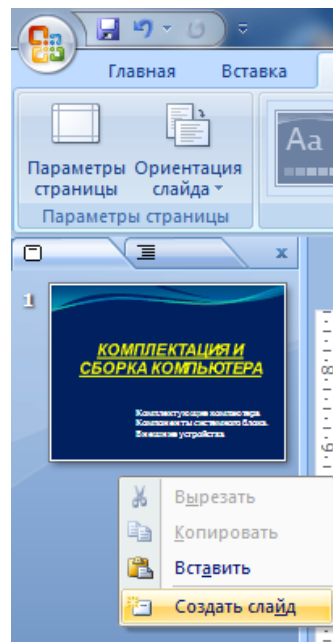 Главная Вставка
Aa
Параметры Ориентация
страницы слайда
Параметры страницы
x
1
КОМПЛЕКТАЦИЯ И
СБОРКА КОМПЬЮТЕРА
Комплектующие компьютера.
Компоненты системного блока.
Внешние устройства.
Вырезать
Копировать
Вставить
Создать слайд